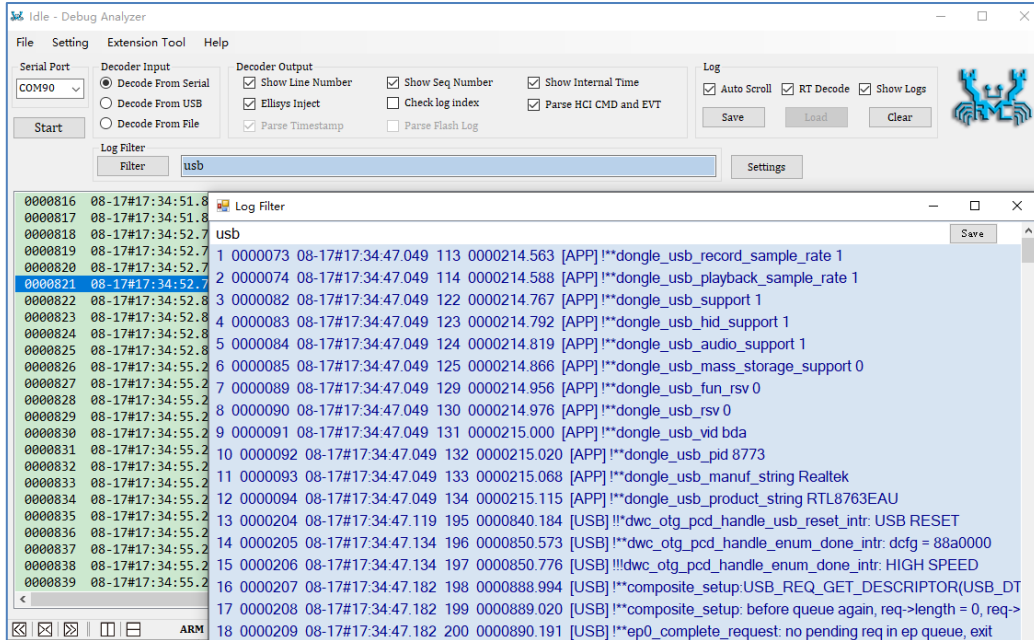 Idle - Debug Analyzer
File Setting Extension Tool Help
Serial Port Decoder Input Decoder Output Log
COM90 Decode From Serial Show Line Number Show Seq Number Show Internal Time Auto Scroll RT Decode Show Logs
Decode From USB Ellisys Inject Check log index Parse HCI CMD and EVT
Start Decode From File Parse Timestamp Parse Flash Log Save Load Clear
Log Filter
Filter usb Settings
0000816 08-17#17:34:51.8
0000817 08-17#17:34:51.8
0000818 08-17#17:34:52.7
0000819 08-17#17:34:52.7
0000820 08-17#17:34:52.7
0000821 08-17#17:34:52.7
0000822 08-17#17:34:52.8
0000823 08-17#17:34:52.8
0000824 08-17#17:34:52.8
0000825 08-17#17:34:52.8
0000826 08-17#17:34:55.2
0000827 08-17#17:34:55.2
0000828 08-17#17:34:55.2
0000829 08-17#17:34:55.2
0000830 08-17#17:34:55.2
0000831 08-17#17:34:55.2
0000832 08-17#17:34:55.2
0000833 08-17#17:34:55.2
0000834 08-17#17:34:55.2
0000835 08-17#17:34:55.2
0000836 08-17#17:34:55.2
0000837 08-17#17:34:55.2
0000838 08-17#17:34:55.2
0000839 08-17#17:34:55.2
ARM
Log Filter
usb Save
1 0000073 08-17#17:34:47.049 113 0000214.563 [APP] !**dongle_usb_record_sample_rate 1
2 0000074 08-17#17:34:47.049 114 0000214.588 [APP] !**dongle_usb_playback_sample_rate 1
3 0000082 08-17#17:34:47.049 122 0000214.767 [APP] !**dongle_usb_support 1
4 0000083 08-17#17:34:47.049 123 0000214.792 [APP] !**dongle_usb_hid_support 1
5 0000084 08-17#17:34:47.049 124 0000214.819 [APP] !**dongle_usb_audio_support 1
6 0000085 08-17#17:34:47.049 125 0000214.866 [APP] !**dongle_usb_mass_storage_support 0
7 0000089 08-17#17:34:47.049 129 0000214.956 [APP] !**dongle_usb_fun_rsv 0
8 0000090 08-17#17:34:47.049 130 0000214.976 [APP] !**dongle_usb_rsv 0
9 0000091 08-17#17:34:47.049 131 0000215.000 [APP] !**dongle_usb_vid bda
10 0000092 08-17#17:34:47.049 132 0000215.020 [APP] !**dongle_usb_pid 8773
11 0000093 08-17#17:34:47.049 133 0000215.068 [APP] !**dongle_usb_manuf_string Realtek
12 0000094 08-17#17:34:47.049 134 0000215.115 [APP] !**dongle_usb_product_string RTL8763EAU
13 0000204 08-17#17:34:47.119 195 0000840.184 [USB] !!*dwc_otg_pcd_handle_usb_reset_intr: USB RESET
14 0000205 08-17#17:34:47.134 196 0000850.573 [USB] !**dwc_otg_pcd_handle_enum_done_intr: dcfg = 88a0000
15 0000206 08-17#17:34:47.134 197 0000850.776 [USB] !!!dwc_otg_pcd_handle_enum_done_intr: HIGH SPEED
16 0000207 08-17#17:34:47.182 198 0000888.994 [USB] !**composite_setup:USB_REQ_GET_DESCRIPTOR(USB_DT
17 0000208 08-17#17:34:47.182 199 0000889.020 [USB] !**composite_setup: before queue again, req->length = 0, req->
18 0000209 08-17#17:34:47.182 200 0000890.191 [USB] !**ep0_complete_request: no pending req in ep queue, exit